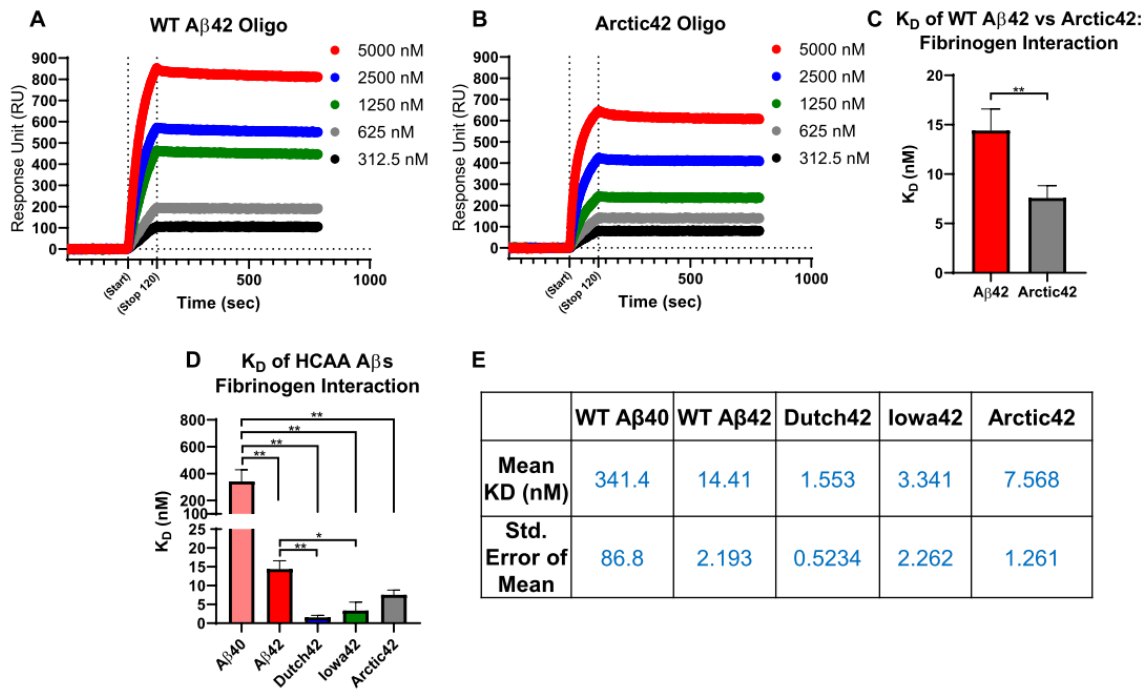 A
WT Aβ42 Oligo
Response Unit (RU)
900
800
700
600
500
400
300
200
100
0
5000 nM
2500 nM
1250 nM
625 nM
312.5 nM
(Start)
(Stop 120)
500
1000
Time (sec)
B
Arctic42 Oligo
Response Unit (RU)
900
800
700
600
500
400
300
200
100
0
5000 nM
2500 nM
1250 nM
625 nM
312.5 nM
(Start)
(Stop 120)
500
1000
Time (sec)
C
KD of WT Aβ42 vs Arctic42:
Fibrinogen Interaction
KD (nM)
20
15
10
5
0
**
Aβ42 Arctic42
D
KD of HCAA Aβs
Fibrinogen Interaction
KD (nM)
800
600
400
200
100
25
20
15
10
5
0
**
**
**
**
*
**
Aβ40
Aβ42
Dutch42
Iowa42
Arctic42
E
WT Aβ40 WT Aβ42 Dutch42 Iowa42 Arctic42
Mean
KD (nM)
341.4 14.41 1.553 3.341 7.568
Std.
Error of
Mean
86.8 2.193 0.5234 2.262 1.261